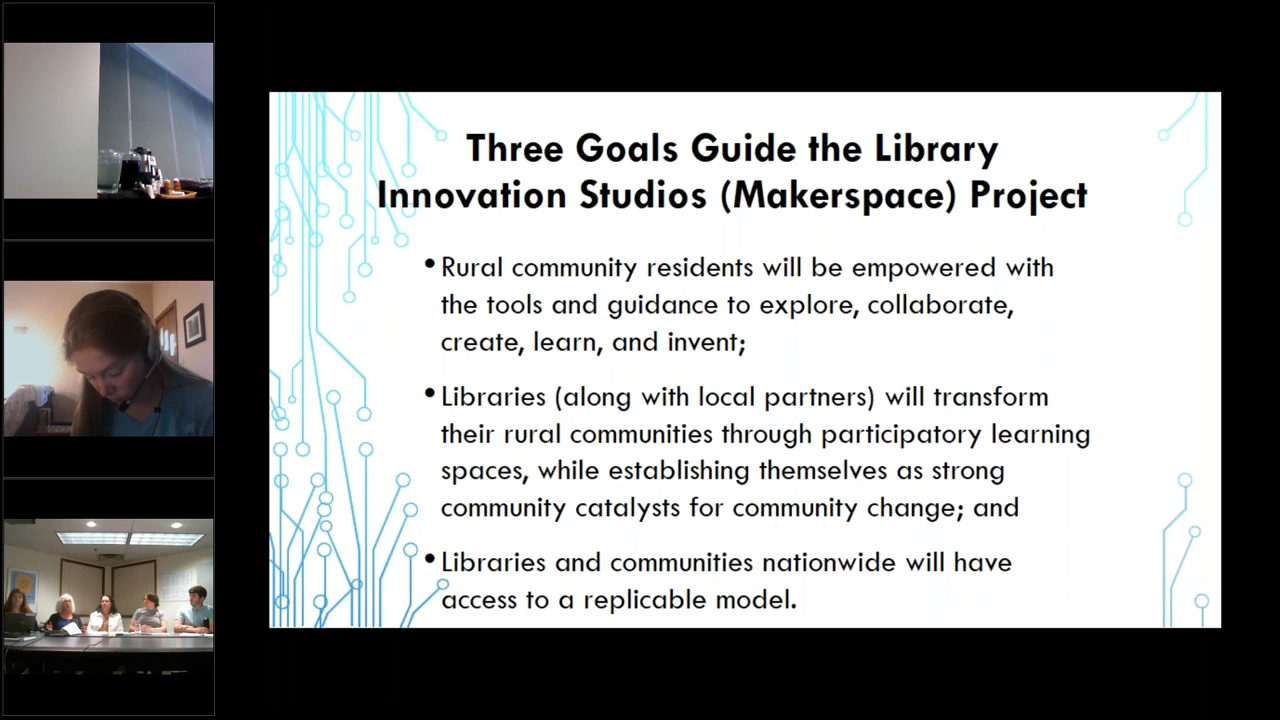 Three Goals Guide the Library
Innovation Studios (Makerspace) Project
•Rural community residents will be empowered with
the tools and guidance to explore, collaborate,
create, learn, and invent;
•Libraries (along with local partners) will transform
their rural communities through participatory learning
spaces, while establishing themselves as strong
community catalysts for community change; and
•Libraries and communities nationwide will have
access to a replicable model.